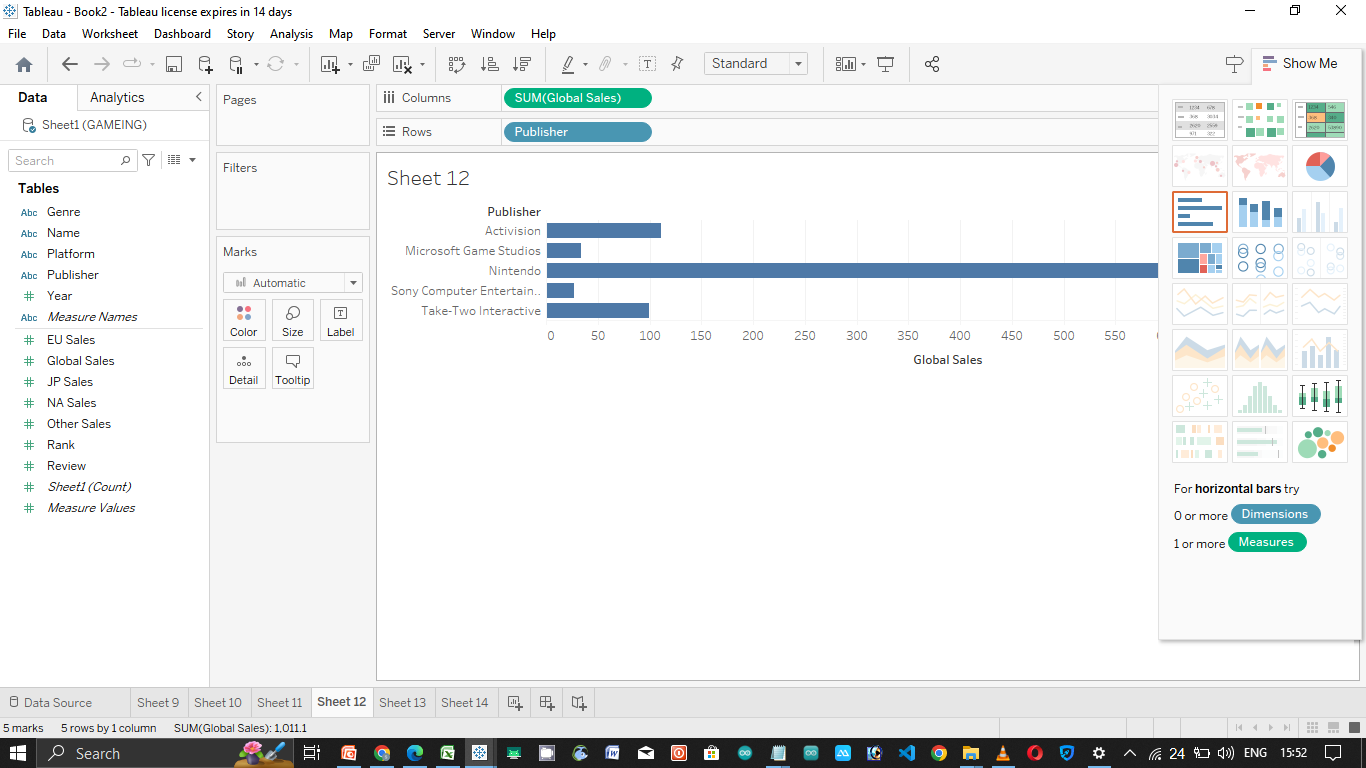 Tableau - Book2 - Tableau license expires in 14 days
File Data Worksheet Dashboard Story Analysis Map Format Server Window Help
Standard
Show Me
Data Analytics
Sheet1 (GAMEING)
Search
Tables
Abc Genre
Abc Name
Abc Platform
Abc Publisher
# Year
Abc Measure Names
# EU Sales
# Global Sales
# JP Sales
# NA Sales
# Other Sales
# Rank
# Review
# Sheet1 (Count)
# Measure Values
Pages
Filters
Marks
Automatic
Color Size Label
Detail Tooltip
Columns SUM(Global Sales)
Rows Publisher
Sheet 12
Publisher
Activision
Microsoft Game Studios
Nintendo
Sony Computer Entertain..
Take-Two Interactive
0 50 100 150 200 250 300 350 400 450 500 550
Global Sales
For horizontal bars try
0 or more Dimensions
1 or more Measures
Data Source Sheet 9 Sheet 10 Sheet 11 Sheet 12 Sheet 13 Sheet 14
5 marks 5 rows by 1 column SUM(Global Sales): 1,011.1
Search
24 ENG 15:52